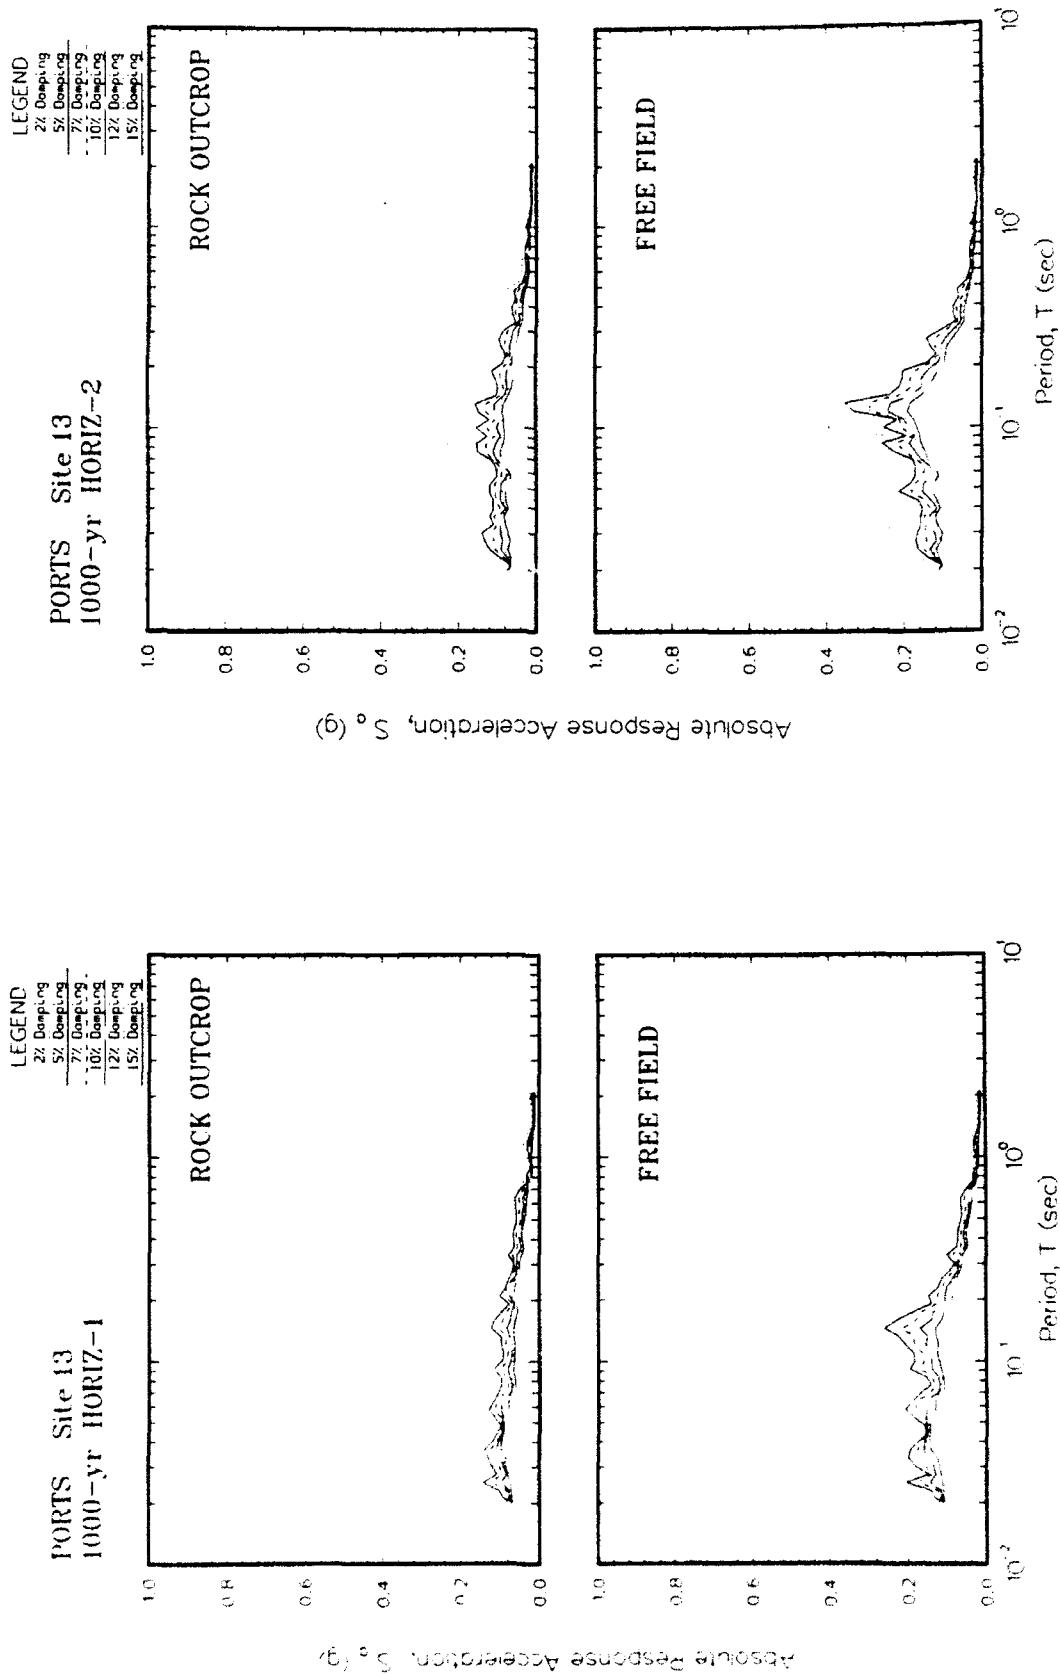 PORTS Site 13
1000-yr HORIZ-1
LEGEND
2% Damping
5% Damping
7% Damping
10% Damping
12% Damping
15% Damping
ROCK OUTCROP
1.0
0.8
0.6
0.4
0.2
0.0
FREE FIELD
1.0
0.8
0.6
0.4
0.2
0.0
10⁻² 10⁻¹ 10⁰ 10¹
Period, T (sec)
Absolute Response Acceleration, Sₐ (g)
PORTS Site 13
1000-yr HORIZ-2
LEGEND
2% Damping
5% Damping
7% Damping
10% Damping
12% Damping
15% Damping
ROCK OUTCROP
1.0
0.8
0.6
0.4
0.2
0.0
FREE FIELD
1.0
0.8
0.6
0.4
0.2
0.0
10⁻² 10⁻¹ 10⁰ 10¹
Period, T (sec)
Absolute Response Acceleration, Sₐ (g)